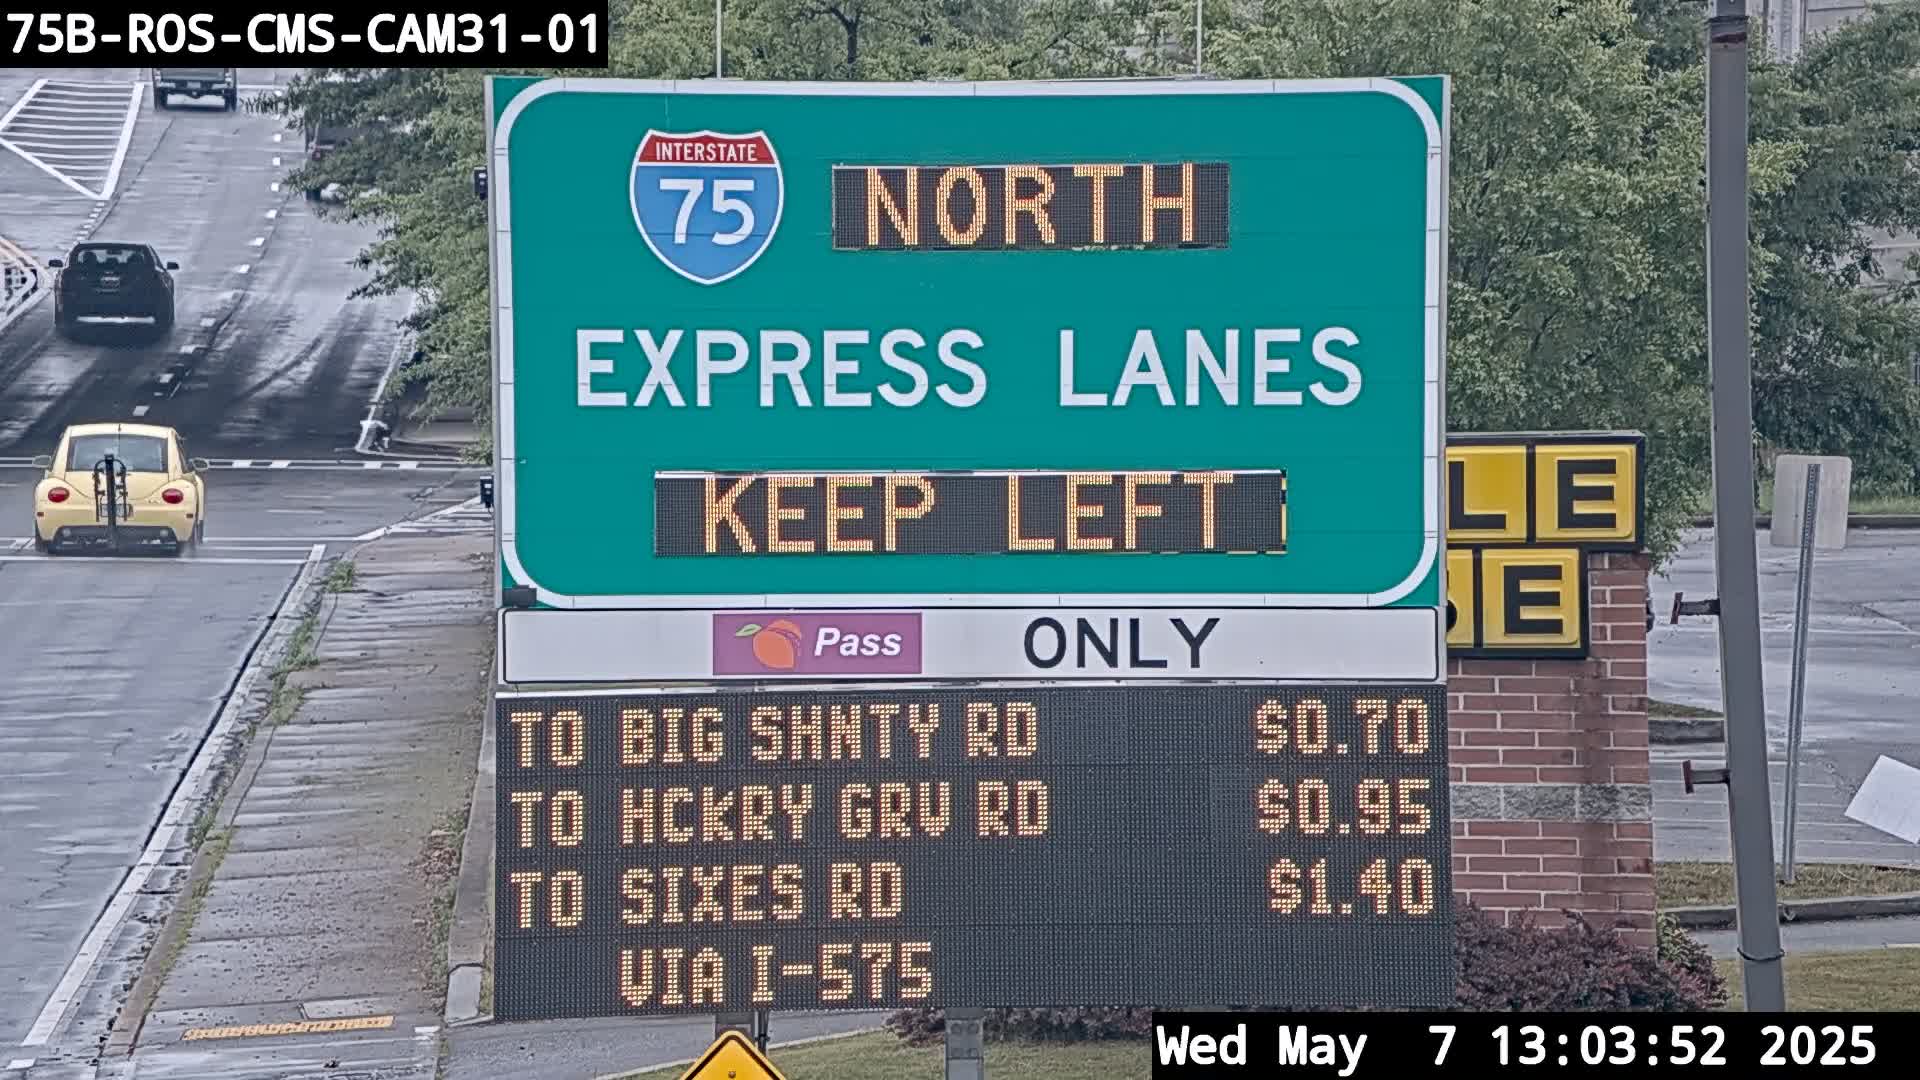 75B-ROS-CMS-CAM31-01
INTERSTATE
75
NORTH
EXPRESS LANES
KEEP LEFT
LE
E
Pass ONLY
TO BIG SHNTY RD $0.70
TO HCKRY GRV RD $0.95
TO SIXES RD $1.40
VIA I-575
Wed May 7 13:03:52 2025